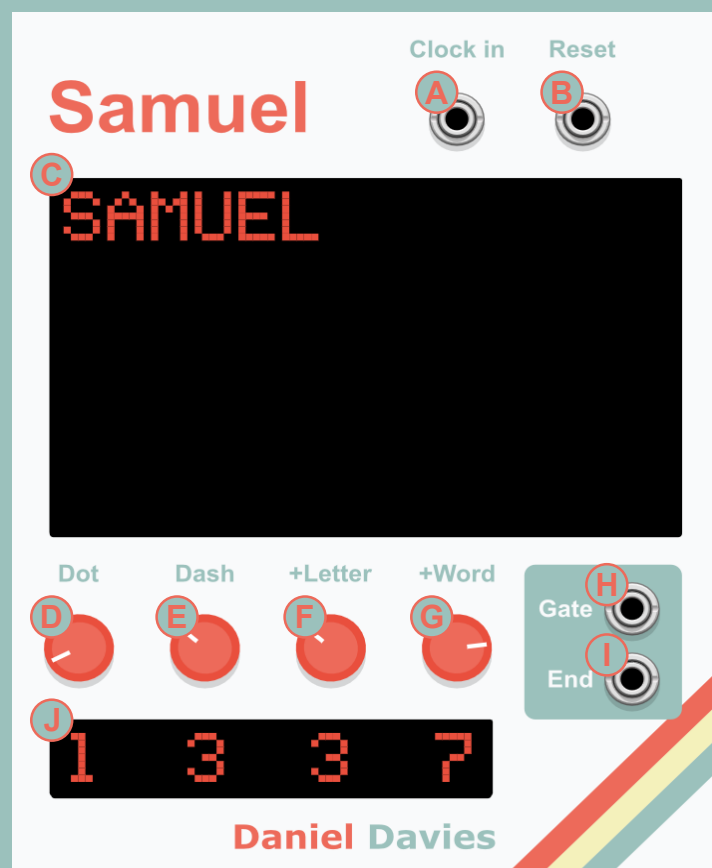 Clock in Reset
Samuel
A B
C
SAMUEL
Dot Dash +Letter +Word
D E F G
H
Gate
I
End
J
1 3 3 7
Daniel Davies